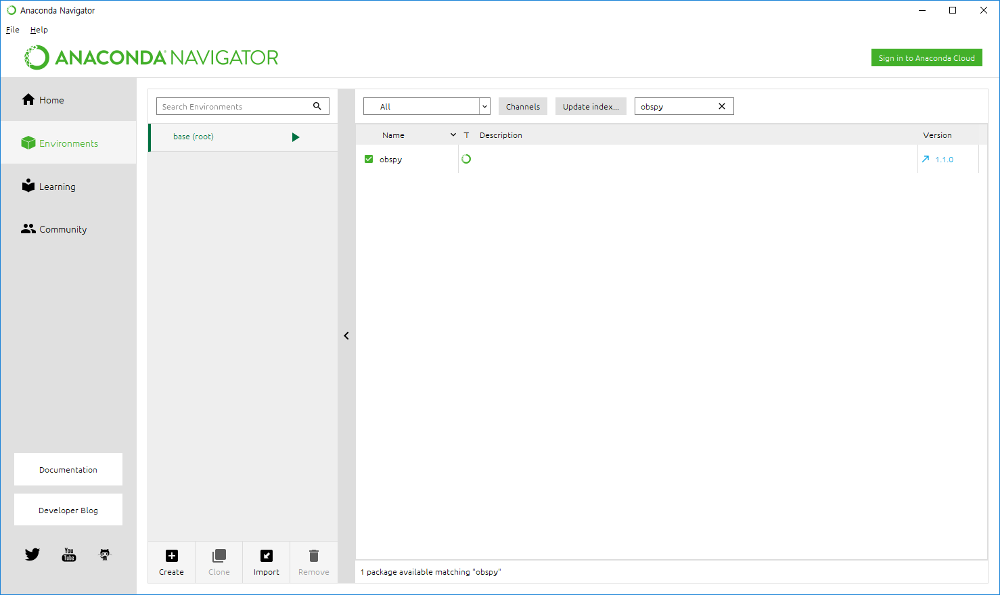 Anaconda Navigator
File Help
ANACONDA NAVIGATOR
Sign in to Anaconda Cloud
Home
Environments
Learning
Community
Documentation
Developer Blog
You Tube
Search Environments
base (root)
Create Clone Import Remove
All Channels Update index... obspy
Name T Description Version
obspy 1.1.0
1 package available matching "obspy"